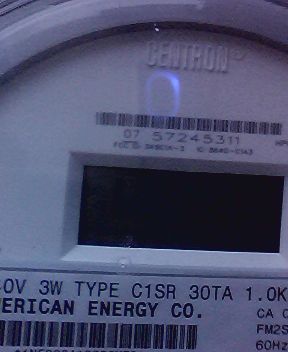 CENTRON®
07 57245311
0V 3W TYPE C1SR 30TA 1.0K
ERICAN ENERGY CO.
CA
FM2S
60Hz